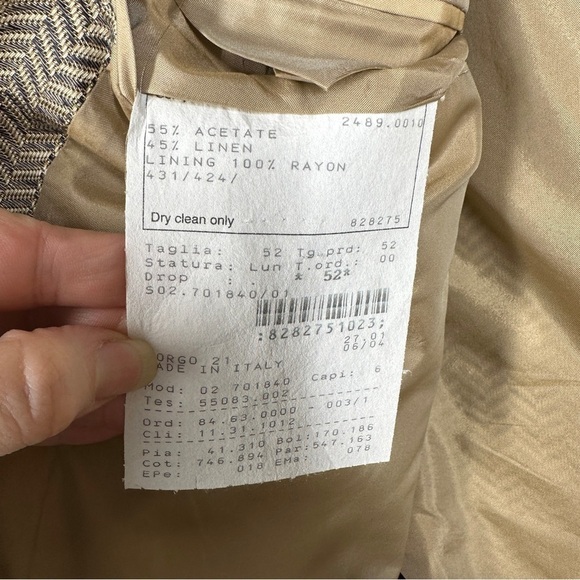 2489.0010
55% ACETATE
45% LINEN
LINING 100% RAYON
431/424/
Dry clean only 828275
Taglia: 52 Tg.prd: 52
Statura: Lun T.ord.: 00
Drop : . * 52*
S02.701840/01
:8282751023;
27.01
06/04
ORGO 21
ADE IN ITALY
Mod: 02 701840 Capi: 6
Tes: 55083.002
Ord: 84.63.0000 - 003/1
Cli: 11.31.1012
Pia: 41.310 Bol:170.186
Cot: 746.894 Par:547.163
EPe: 018 EMa: 078